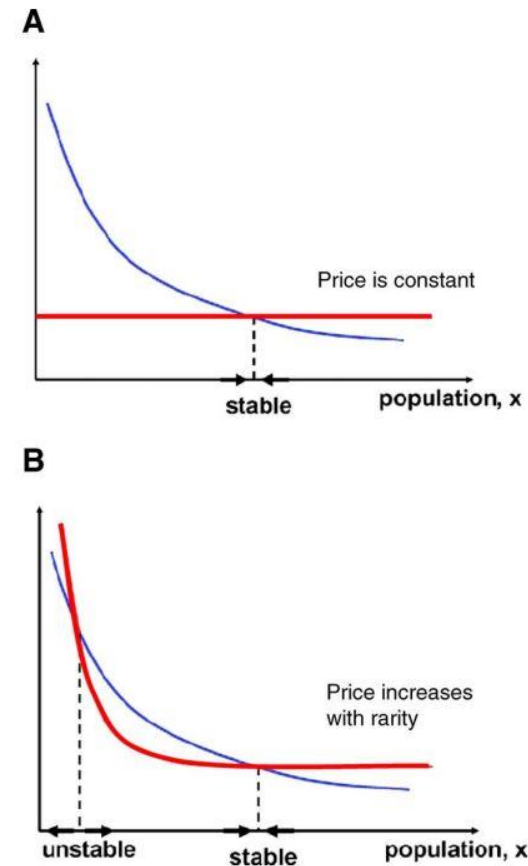 A
Price is constant
stable
population, x
B
Price increases
with rarity
unstable
stable
population, x